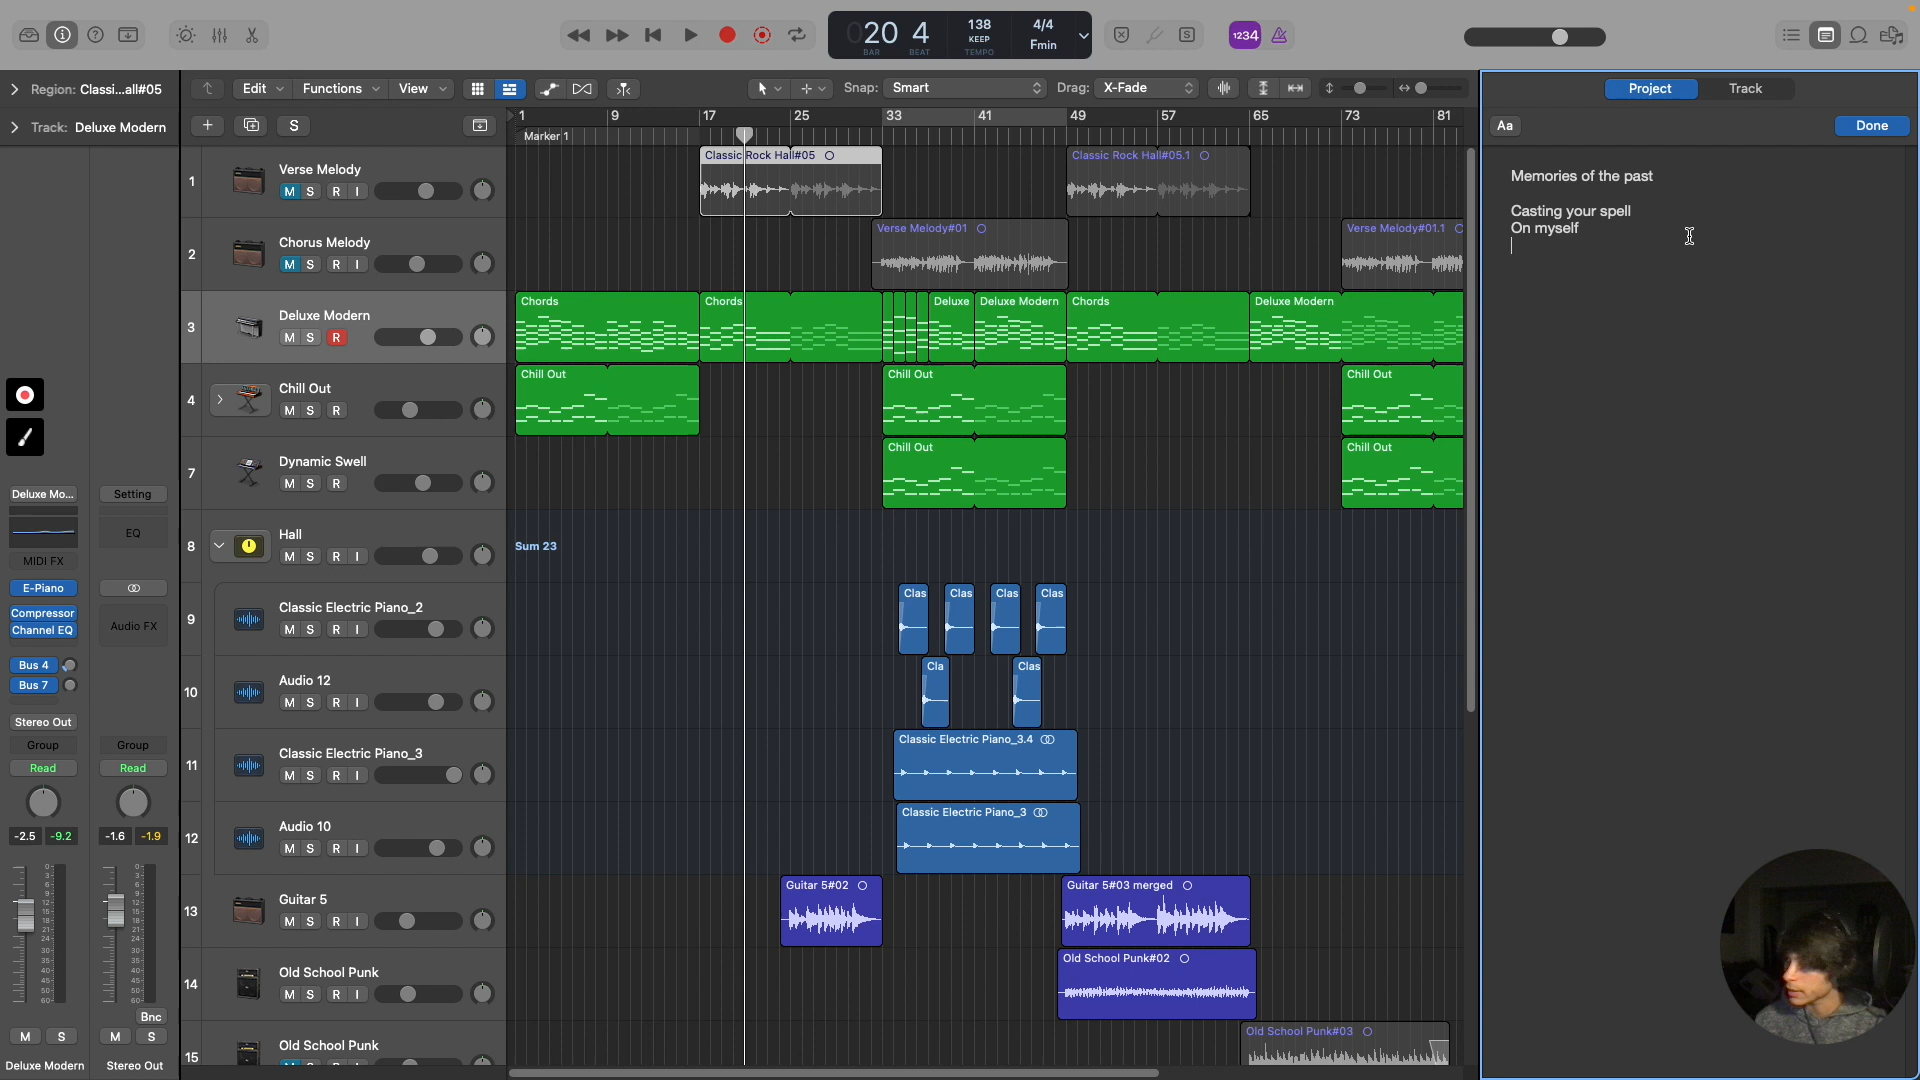 20 4
BAR BEAT
138
KEEP
TEMPO
4/4
Fmin
1234
Region: Classi...all#05
Track: Deluxe Modern
Edit
Functions
View
Snap: Smart
Drag: X-Fade
Project
Track
Aa
Done
S
1 9 17 25 33 41 49 57 65 73 81
Marker 1
Memories of the past
Casting your spell
On myself
1
Verse Melody
M S R I
Classic Rock Hall#05
Classic Rock Hall#05.1
2
Chorus Melody
M S R I
Verse Melody#01
Verse Melody#01.1
3
Deluxe Modern
M S R
Chords
Chords
Deluxe
Deluxe Modern
Chords
Deluxe Modern
4
Chill Out
M S R
Chill Out
Chill Out
Chill Out
7
Dynamic Swell
M S R
Chill Out
Chill Out
8
Hall
M S R I
Sum 23
9
Classic Electric Piano_2
M S R I
Clas
Clas
Clas
Clas
10
Audio 12
M S R I
Cla
Clas
11
Classic Electric Piano_3
M S R I
Classic Electric Piano_3.4
12
Audio 10
M S R I
Classic Electric Piano_3
13
Guitar 5
M S R I
Guitar 5#02
Guitar 5#03 merged
14
Old School Punk
M S R I
Old School Punk#02
15
Old School Punk
Old School Punk#03
Deluxe Mo...
Setting
EQ
MIDI FX
E-Piano
Compressor
Channel EQ
Audio FX
Bus 4
Bus 7
Stereo Out
Group
Group
Read
Read
-2.5 -9.2
-1.6 -1.9
Bnc
M S
M S
Deluxe Modern
Stereo Out